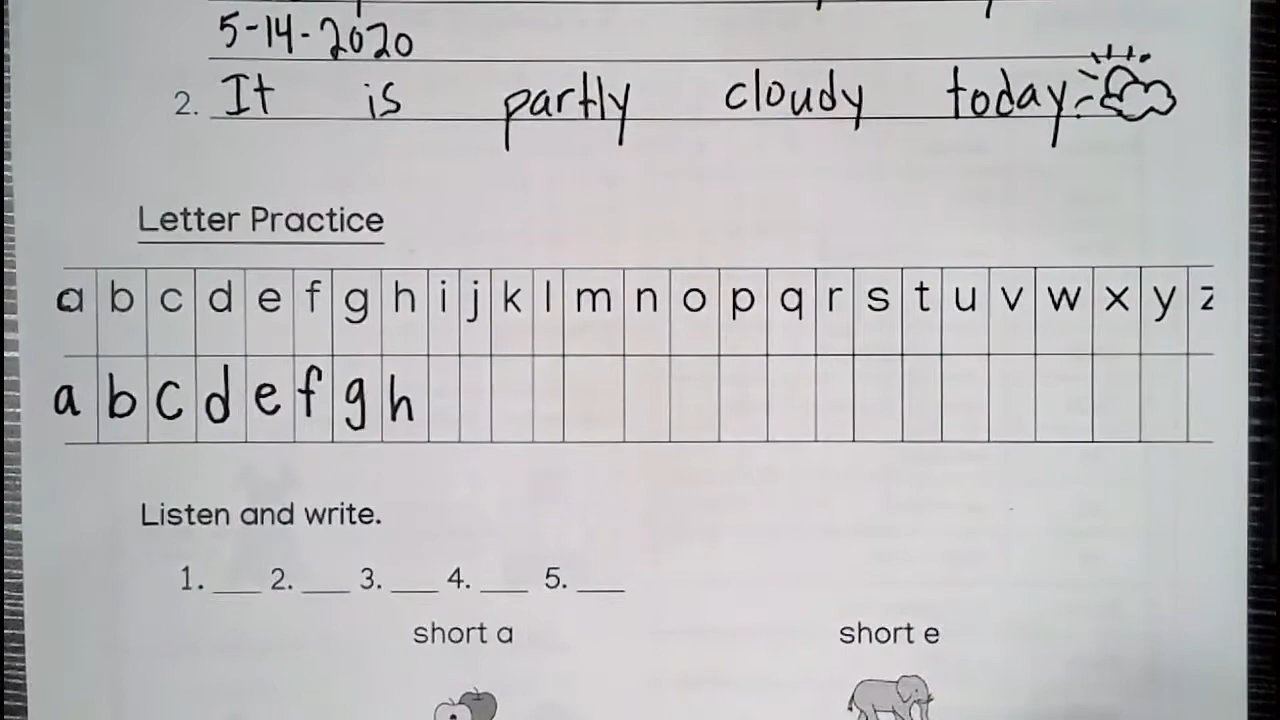 5-14-2020
2. It is partly cloudy today.
Letter Practice
a b c d e f g h i j k l m n o p q r s t u v w x y z
a b c d e f g h
Listen and write.
1. ___ 2. ___ 3. ___ 4. ___ 5. ___
short a short e